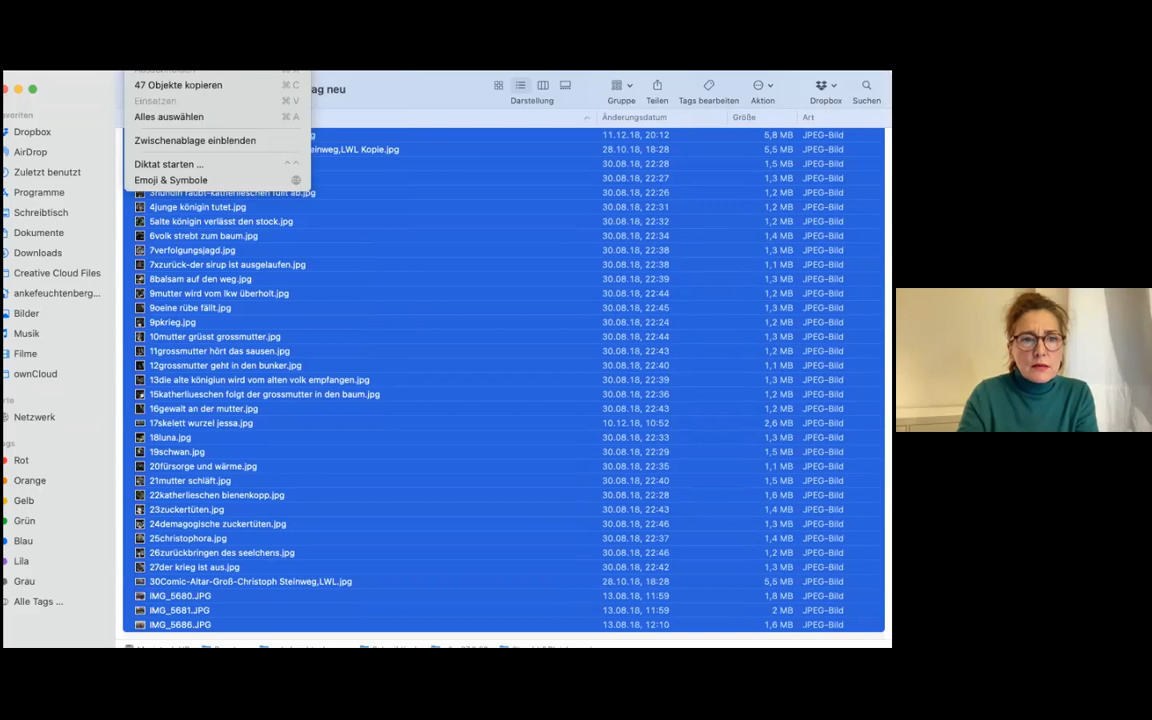 47 Objekte kopieren ⌘ C
Einsetzen ⌘ V
Alles auswählen ⌘ A
Zwischenablage einblenden
Diktat starten ...
Emoji & Symbole
ag neu
Darstellung Gruppe Teilen Tags bearbeiten Aktion Dropbox Suchen
Änderungsdatum Größe Art
avoriten
Dropbox
AirDrop
Zuletzt benutzt
Programme
Schreibtisch
Dokumente
Downloads
Creative Cloud Files
ankefeuchtenberg...
Bilder
Musik
Filme
ownCloud
rte
Netzwerk
ags
Rot
Orange
Gelb
Grün
Blau
Lila
Grau
Alle Tags ...
g 11.12.18, 20:12 5,8 MB JPEG-Bild
einweg,LWL Kopie.jpg 28.10.18, 18:28 5,5 MB JPEG-Bild
30.08.18, 22:28 1,5 MB JPEG-Bild
30.08.18, 22:27 1,3 MB JPEG-Bild
30.08.18, 22:26 1,2 MB JPEG-Bild
4junge königin tutet.jpg 30.08.18, 22:31 1,2 MB JPEG-Bild
5alte königin verlässt den stock.jpg 30.08.18, 22:32 1,2 MB JPEG-Bild
6volk strebt zum baum.jpg 30.08.18, 22:34 1,4 MB JPEG-Bild
7verfolgungsjagd.jpg 30.08.18, 22:38 1,3 MB JPEG-Bild
7xzurück-der sirup ist ausgelaufen.jpg 30.08.18, 22:38 1,1 MB JPEG-Bild
8balsam auf den weg.jpg 30.08.18, 22:39 1,3 MB JPEG-Bild
9mutter wird vom lkw überholt.jpg 30.08.18, 22:44 1,2 MB JPEG-Bild
9oeine rübe fällt.jpg 30.08.18, 22:45 1,3 MB JPEG-Bild
9pkrieg.jpg 30.08.18, 22:24 1,2 MB JPEG-Bild
10mutter grüsst grossmutter.jpg 30.08.18, 22:44 1,3 MB JPEG-Bild
11grossmutter hört das sausen.jpg 30.08.18, 22:43 1,2 MB JPEG-Bild
12grossmutter geht in den bunker.jpg 30.08.18, 22:40 1,1 MB JPEG-Bild
13die alte königiun wird vom alten volk empfangen.jpg 30.08.18, 22:39 1,3 MB JPEG-Bild
15katherliueschen folgt der grossmutter in den baum.jpg 30.08.18, 22:36 1,2 MB JPEG-Bild
16gewalt an der mutter.jpg 30.08.18, 22:43 1,2 MB JPEG-Bild
17skelett wurzel jessa.jpg 10.12.18, 10:52 2,6 MB JPEG-Bild
18luna.jpg 30.08.18, 22:33 1,3 MB JPEG-Bild
19schwan.jpg 30.08.18, 22:29 1,5 MB JPEG-Bild
20fürsorge und wärme.jpg 30.08.18, 22:35 1,1 MB JPEG-Bild
21mutter schläft.jpg 30.08.18, 22:40 1,5 MB JPEG-Bild
22katherlieschen bienenkopp.jpg 30.08.18, 22:28 1,6 MB JPEG-Bild
23zuckertüten.jpg 30.08.18, 22:43 1,4 MB JPEG-Bild
24demagogische zuckertüten.jpg 30.08.18, 22:46 1,3 MB JPEG-Bild
25christophora.jpg 30.08.18, 22:37 1,4 MB JPEG-Bild
26zurückbringen des seelchens.jpg 30.08.18, 22:46 1,2 MB JPEG-Bild
27der krieg ist aus.jpg 30.08.18, 22:42 1,3 MB JPEG-Bild
30Comic-Altar-Groß-Christoph Steinweg,LWL.jpg 28.10.18, 18:28 5,5 MB JPEG-Bild
IMG_5680.JPG 13.08.18, 11:59 1,8 MB JPEG-Bild
IMG_5681.JPG 13.08.18, 11:59 2 MB JPEG-Bild
IMG_5686.JPG 13.08.18, 12:10 1,6 MB JPEG-Bild